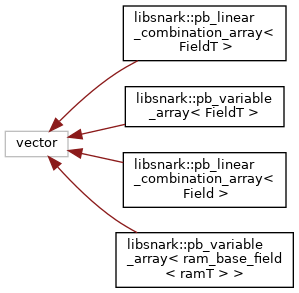 libsnark::pb_linear
_combination_array<
FieldT >
libsnark::pb_variable
_array< FieldT >
vector
libsnark::pb_linear
_combination_array<
Field >
libsnark::pb_variable
_array< ram_base_field
< ramT > >